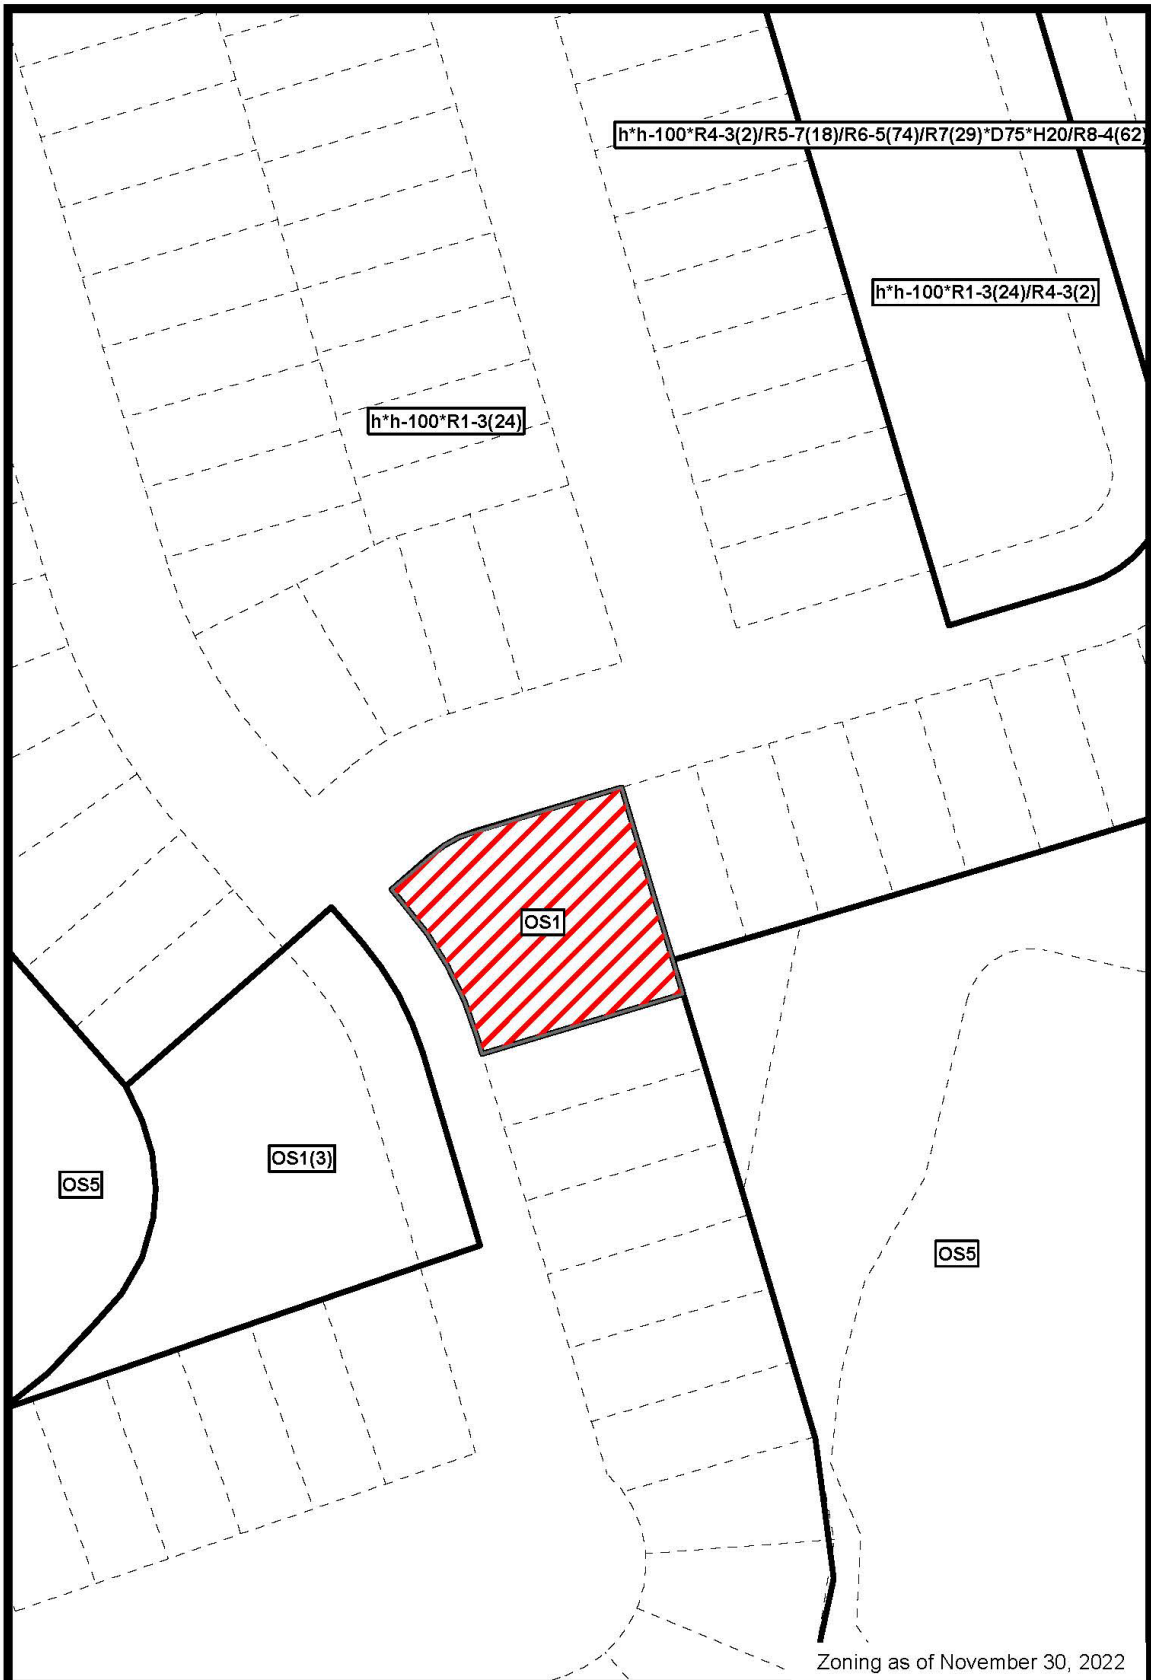 h*h-100*R4-3(2)/R5-7(18)/R6-5(74)/R7(29)*D75*H20/R8-4(62)
h*h-100*R1-3(24)/R4-3(2)
h*h-100*R1-3(24)
OS1
OS1(3)
OS5
OS5
Zoning as of November 30, 2022